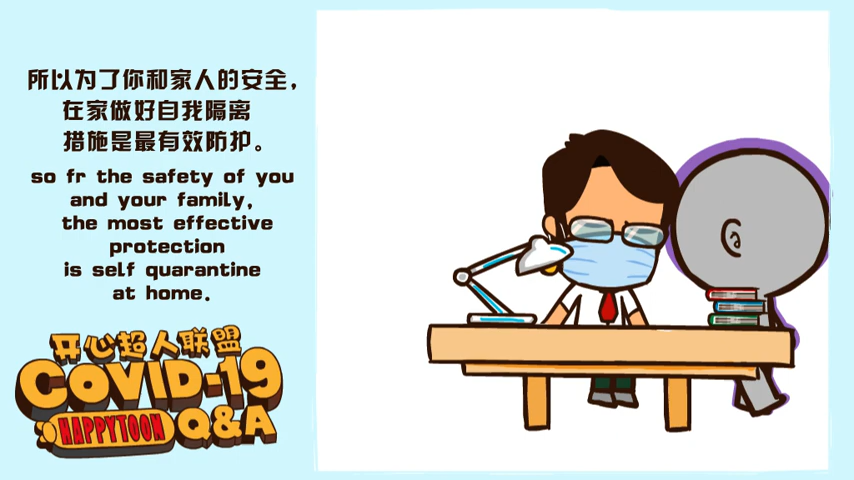 所以为了你和家人的安全，
在家做好自我隔离
措施是最有效防护。
so fr the safety of you
and your family,
the most effective
protection
is self quarantine
at home.
开心超人联盟
COVID-19
HAPPYTOON
Q&A